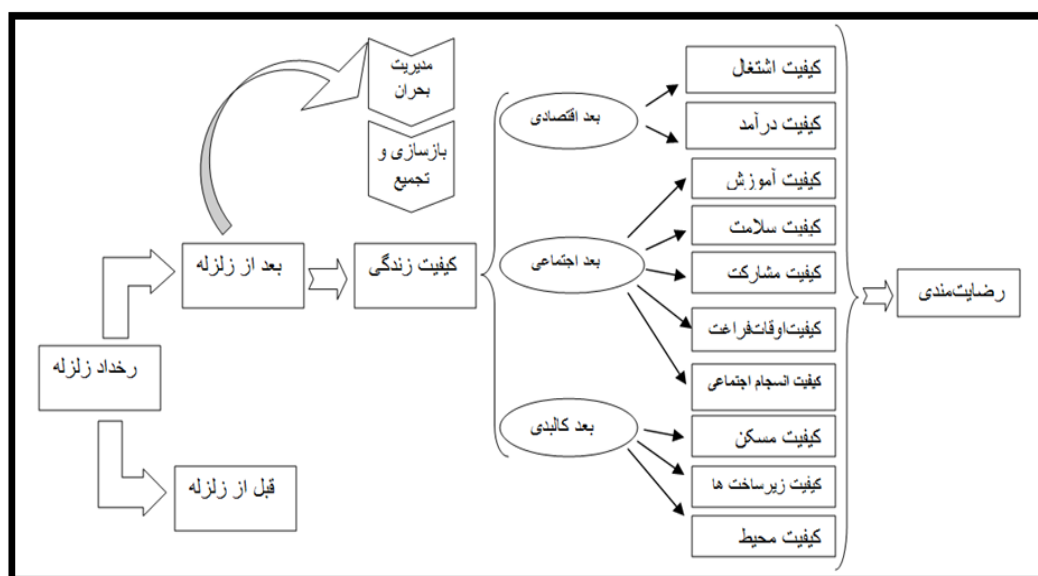 مدیریت
بحران
بازسازی و
تجمیع
رخداد زلزله
بعد از زلزله
قبل از زلزله
کیفیت زندگی
بعد اقتصادی
کیفیت اشتغال
کیفیت درآمد
بعد اجتماعی
کیفیت آموزش
کیفیت سلامت
کیفیت مشارکت
کیفیت‌اوقات‌فراغت
کیفیت انسجام اجتماعی
بعد کالبدی
کیفیت مسکن
کیفیت زیرساخت ها
کیفیت محیط
رضایت‌مندی